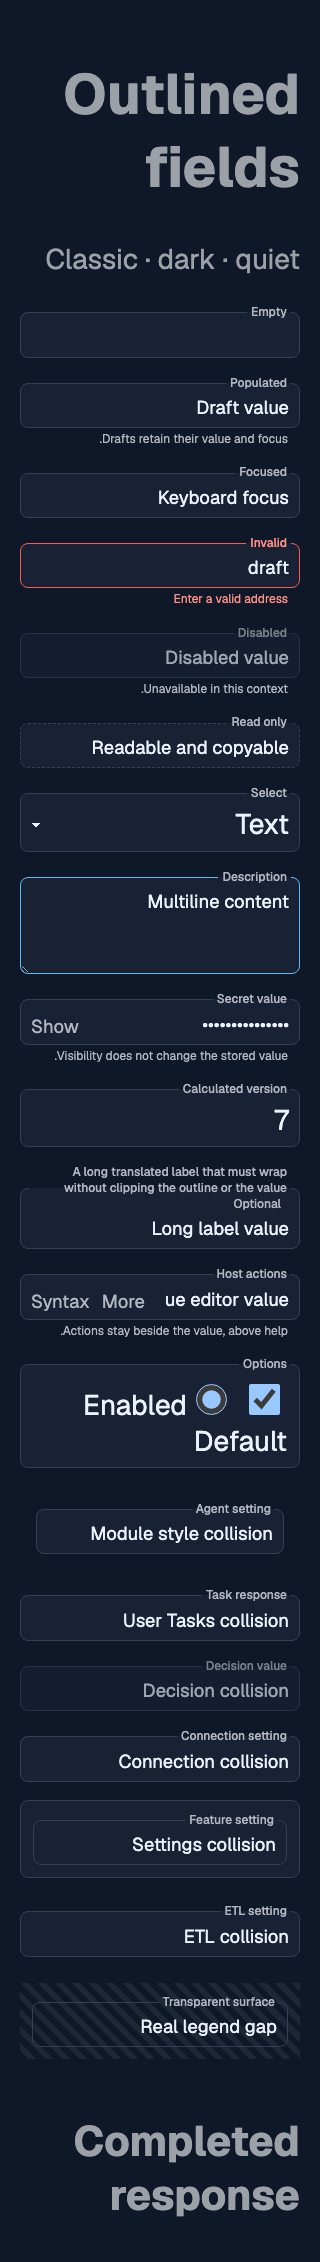 Outlined
fields
Classic · dark · quiet
Empty
Populated
Draft value
.Drafts retain their value and focus
Focused
Keyboard focus
Invalid
draft
Enter a valid address
Disabled
Disabled value
.Unavailable in this context
Read only
Readable and copyable
Select
Text
Description
Multiline content
Secret value
Show •••••••••••••••
.Visibility does not change the stored value
Calculated version
7
A long translated label that must wrap
without clipping the outline or the value
Optional
Long label value
Host actions
Syntax More ue editor value
.Actions stay beside the value, above help
Options
Enabled
Default
Agent setting
Module style collision
Task response
User Tasks collision
Decision value
Decision collision
Connection setting
Connection collision
Feature setting
Settings collision
ETL setting
ETL collision
Transparent surface
Real legend gap
Completed
response